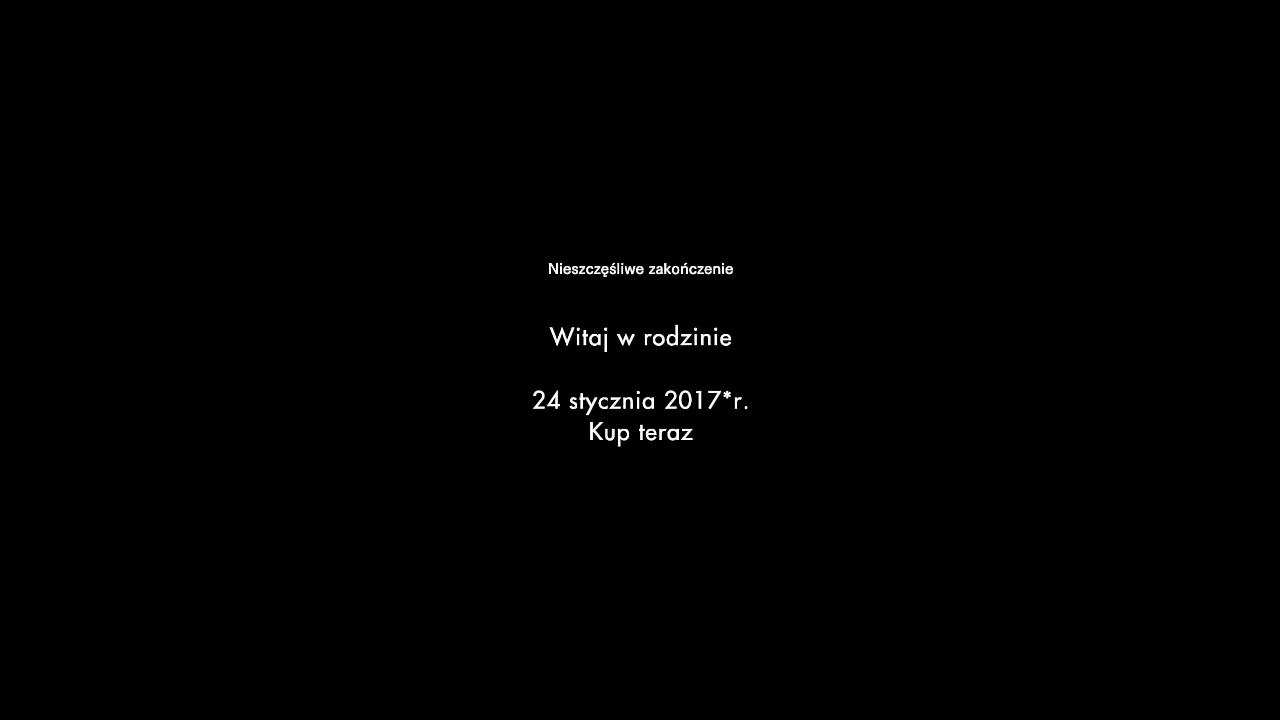 Nieszczęśliwe zakończenie
Witaj w rodzinie
24 stycznia 2017*r.
Kup teraz